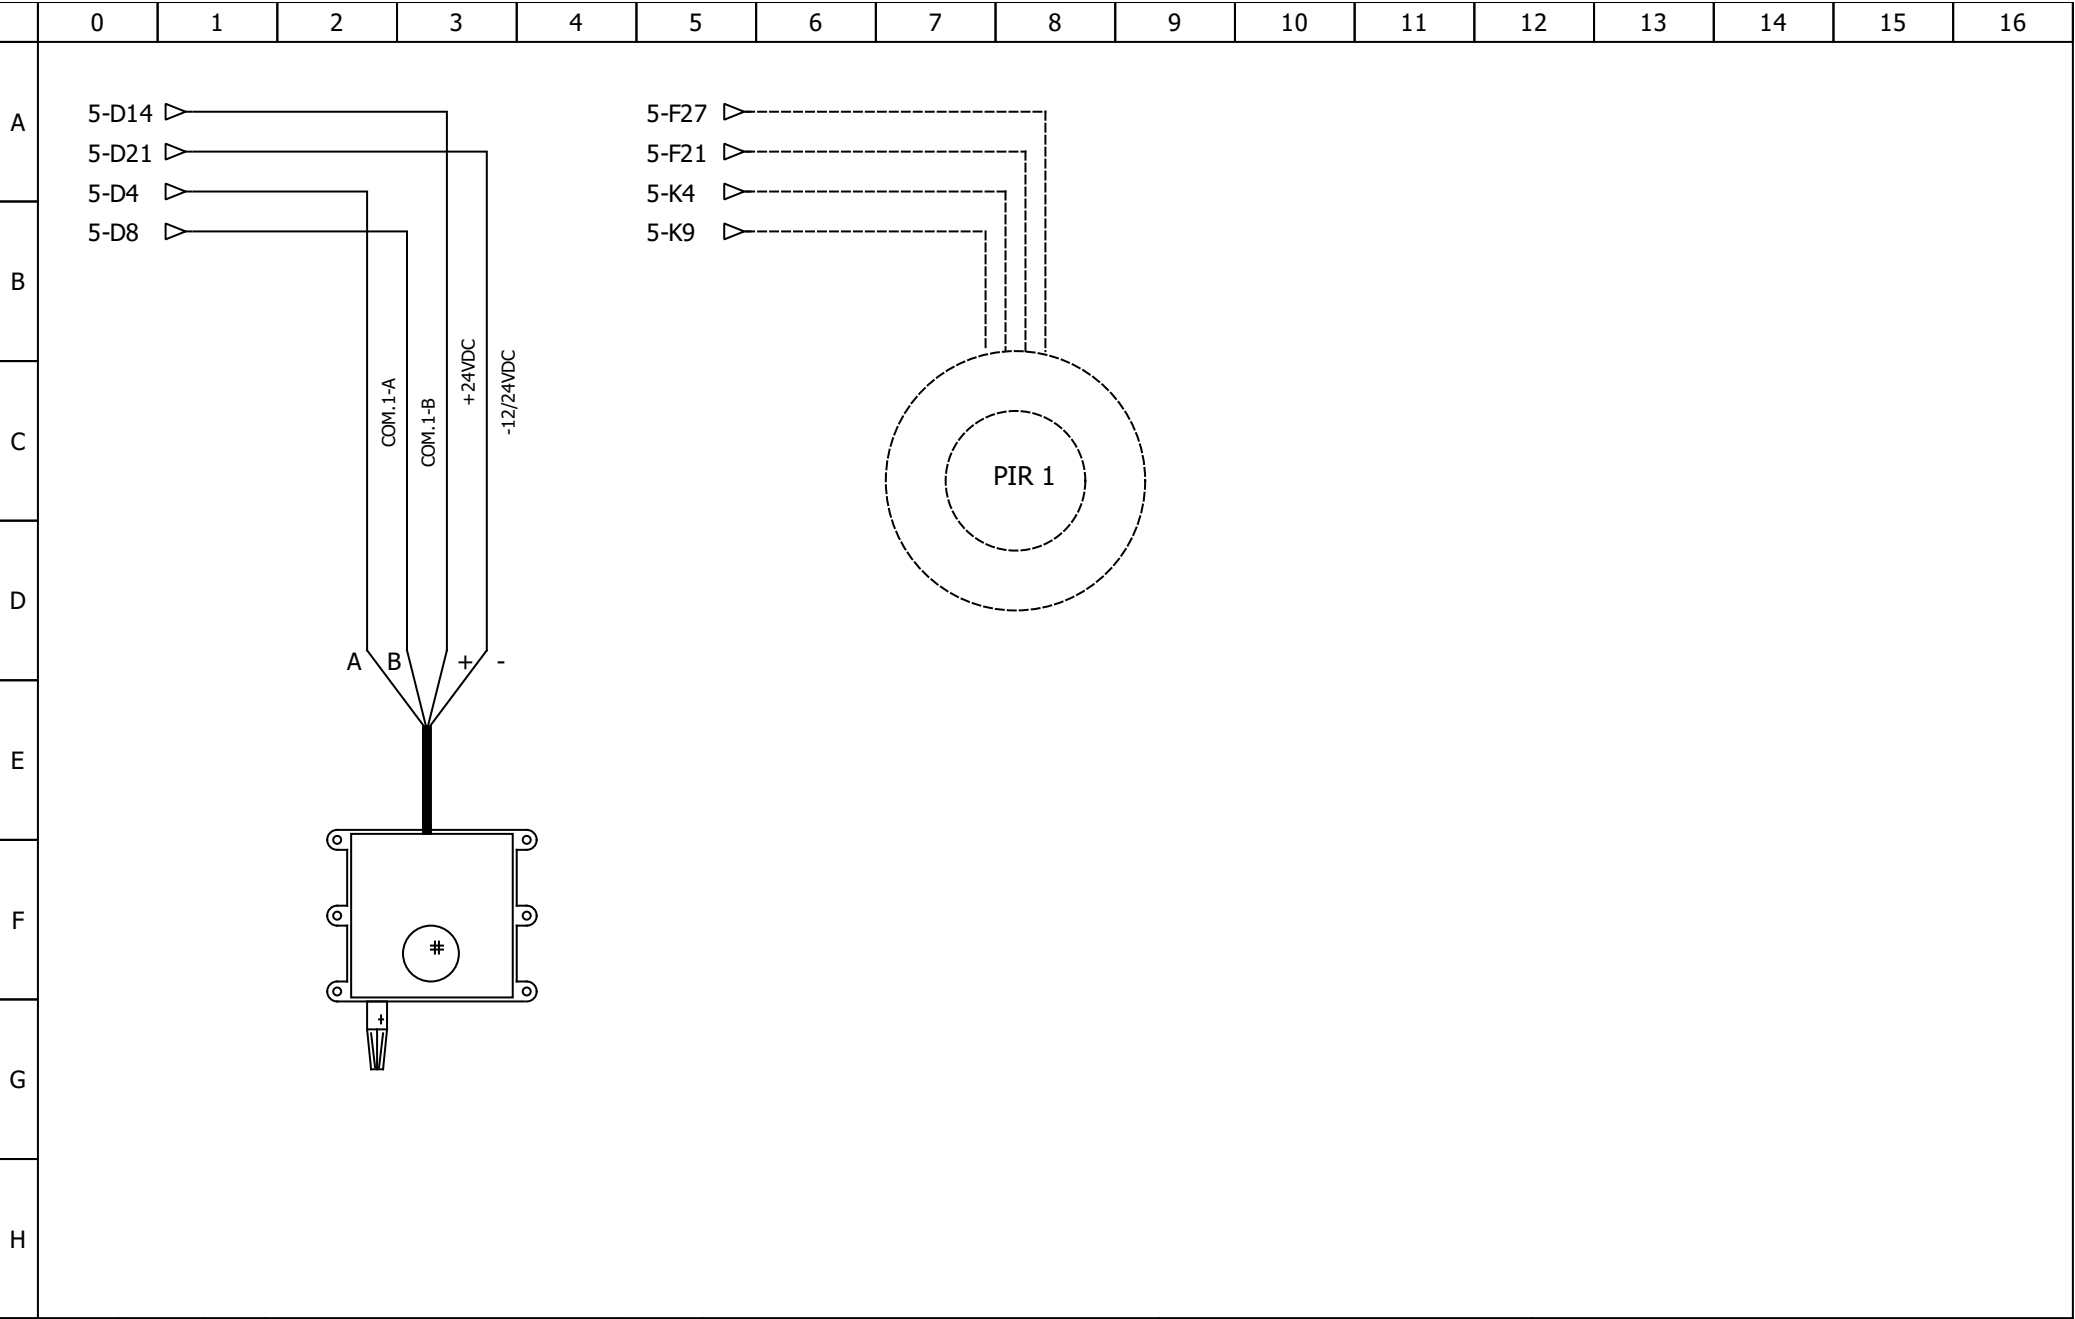 0 1 2 3 4 5 6 7 8 9 10 11 12 13 14 15 16
A
5-D14 5-F27
5-D21 5-F21
5-D4 5-K4
5-D8 5-K9
B
COM.1-A
COM.1-B
+24VDC
-12/24VDC
C
PIR 1
D
A B + -
E
F
#
+
G
H